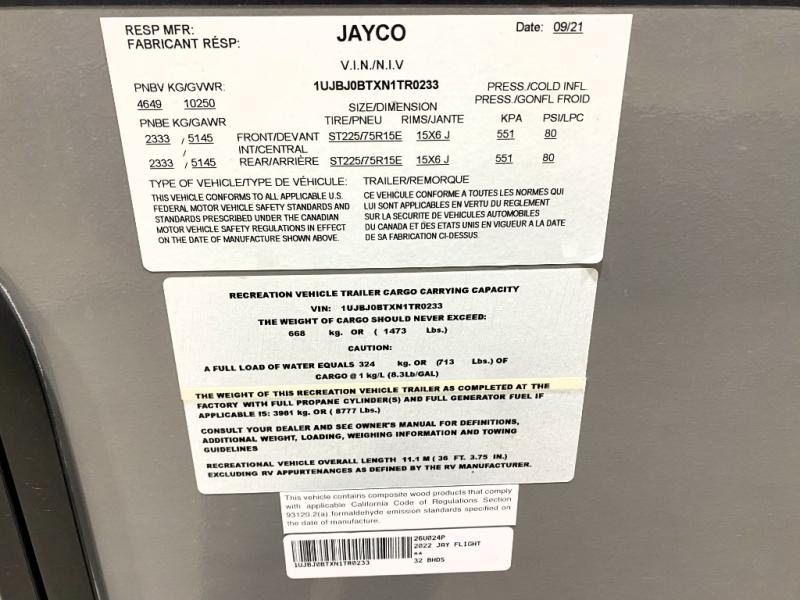 RESP MFR: JAYCO Date: 09/21
FABRICANT RÉSP:
V.I.N./N.I.V
PNBV KG/GVWR: 1UJBJ0BTXN1TR0233 PRESS./COLD INFL.
4649 10250 SIZE/DIMENSION PRESS./GONFL FROID
PNBE KG/GAWR TIRE/PNEU RIMS/JANTE KPA PSI/LPC
2333 / 5145 FRONT/DEVANT ST225/75R15E 15X6 J 551 80
/ INT/CENTRAL
2333 / 5145 REAR/ARRIÈRE ST225/75R15E 15X6 J 551 80
TYPE OF VEHICLE/TYPE DE VÉHICULE: TRAILER/REMORQUE
THIS VEHICLE CONFORMS TO ALL APPLICABLE U.S.
FEDERAL MOTOR VEHICLE SAFETY STANDARDS AND
STANDARDS PRESCRIBED UNDER THE CANADIAN
MOTOR VEHICLE SAFETY REGULATIONS IN EFFECT
ON THE DATE OF MANUFACTURE SHOWN ABOVE.
CE VEHICULE CONFORME A TOUTES LES NORMES QUI
LUI SONT APPLICABLES EN VERTU DU REGLEMENT
SUR LA SECURITE DE VEHICULES AUTOMOBILES
DU CANADA ET DES ETATS UNIS EN VIGUEUR A LA DATE
DE SA FABRICATION CI-DESSUS.
RECREATION VEHICLE TRAILER CARGO CARRYING CAPACITY
VIN: 1UJBJ0BTXN1TR0233
THE WEIGHT OF CARGO SHOULD NEVER EXCEED:
668 kg. OR ( 1473 Lbs.)
CAUTION:
A FULL LOAD OF WATER EQUALS 324 kg. OR (713 Lbs.) OF
CARGO @ 1 kg/L (8.3Lb/GAL)
THE WEIGHT OF THIS RECREATION VEHICLE TRAILER AS COMPLETED AT THE
FACTORY WITH FULL PROPANE CYLINDER(S) AND FULL GENERATOR FUEL IF
APPLICABLE IS: 3981 kg. OR ( 8777 Lbs.)
CONSULT YOUR DEALER AND SEE OWNER'S MANUAL FOR DEFINITIONS,
ADDITIONAL WEIGHT, LOADING, WEIGHING INFORMATION AND TOWING
GUIDELINES
RECREATIONAL VEHICLE OVERALL LENGTH 11.1 M ( 36 FT. 3.75 IN.)
EXCLUDING RV APPURTENANCES AS DEFINED BY THE RV MANUFACTURER.
This vehicle contains composite wood products that comply
with applicable California Code of Regulations Section
93120.2(a) formaldehyde emission standards specified on
the date of manufacture.
26U024P
2022 JAY FLIGHT
**
1UJBJ0BTXN1TR0233 32 BHDS